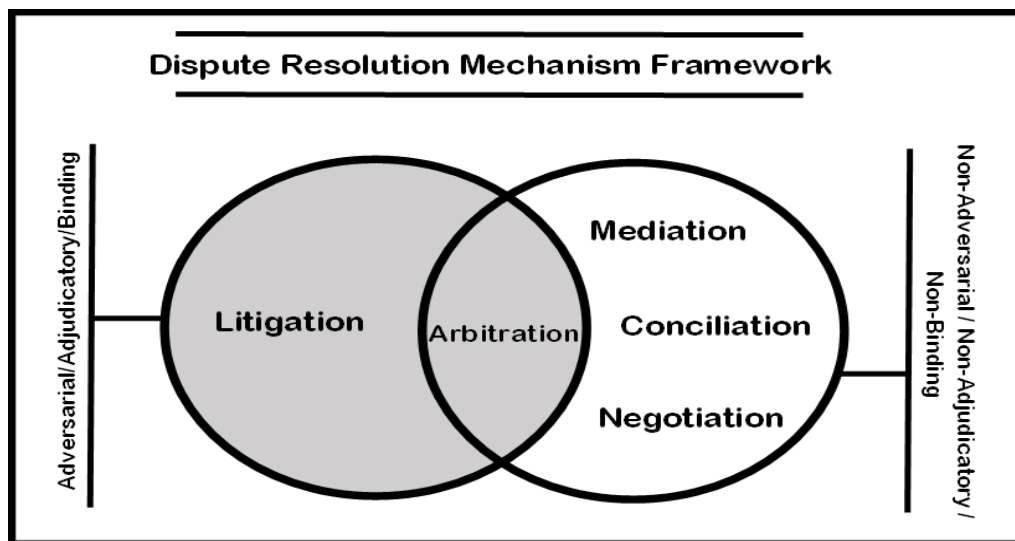 Dispute Resolution Mechanism Framework
Adversarial/Adjudicatory/Binding
Litigation
Arbitration
Mediation
Conciliation
Negotiation
Non-Adversarial / Non-Adjudicatory /
Non-Binding